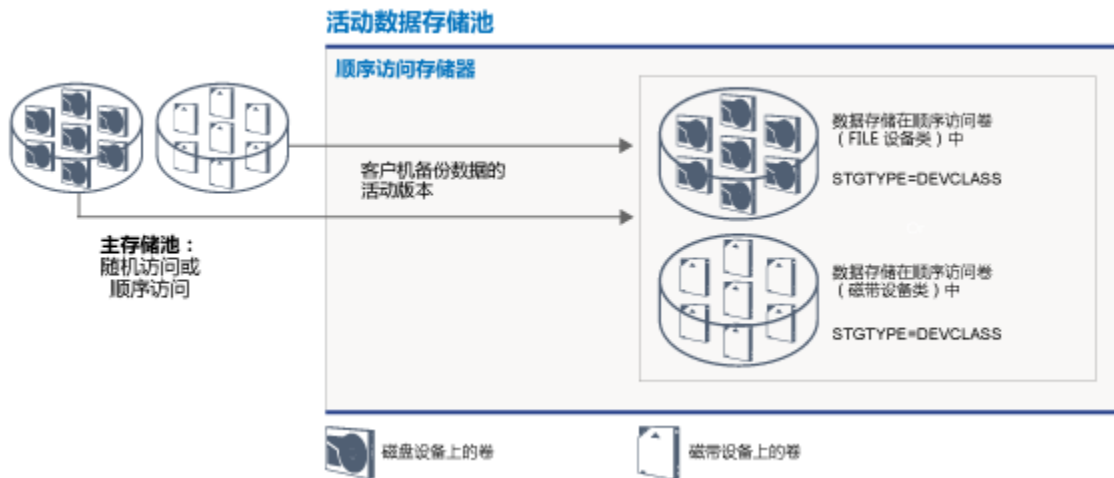 活动数据存储池
顺序访问存储器
数据存储在顺序访问卷
（FILE 设备类）中
STGTYPE=DEVCLASS
客户机备份数据的
活动版本
主存储池：
随机访问或
顺序访问
数据存储在顺序访问卷
（磁带设备类）中
STGTYPE=DEVCLASS
磁盘设备上的卷
磁带设备上的卷